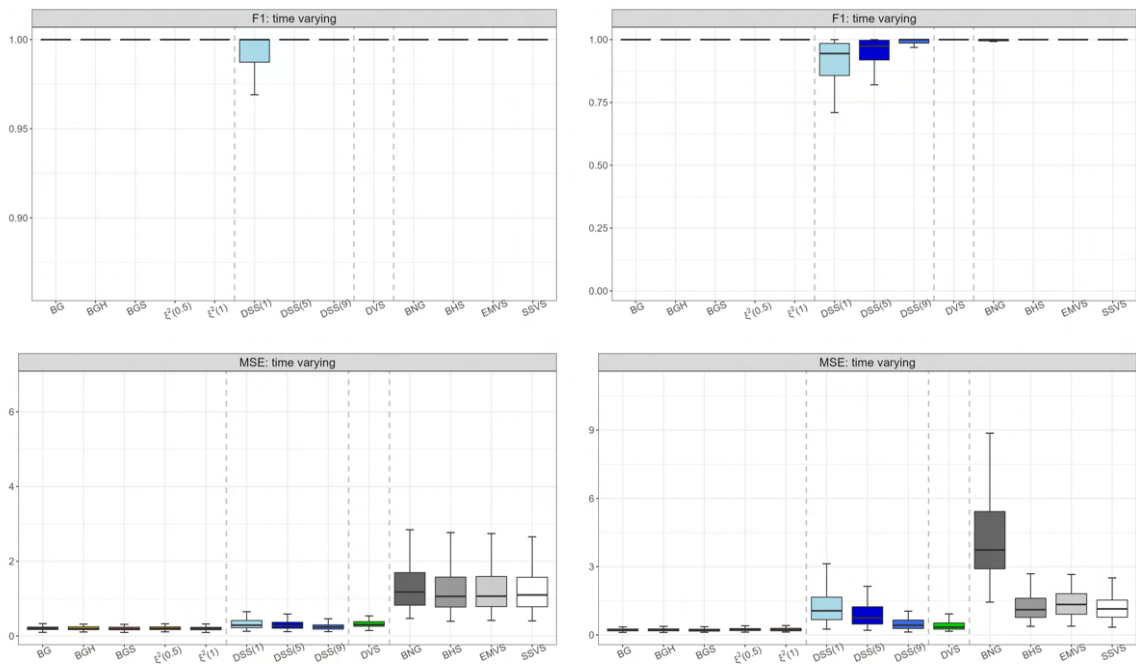 F1: time varying
1.00
0.95
0.90
BG BGH BGS ξ²(0.5) ξ²(1) DSS(1) DSS(5) DSS(9) DVS BNG BHS EMVS SSVS
F1: time varying
1.00
0.75
0.50
0.25
0.00
BG BGH BGS ξ²(0.5) ξ²(1) DSS(1) DSS(5) DSS(9) DVS BNG BHS EMVS SSVS
MSE: time varying
6
4
2
0
BG BGH BGS ξ²(0.5) ξ²(1) DSS(1) DSS(5) DSS(9) DVS BNG BHS EMVS SSVS
MSE: time varying
9
6
3
0
BG BGH BGS ξ²(0.5) ξ²(1) DSS(1) DSS(5) DSS(9) DVS BNG BHS EMVS SSVS